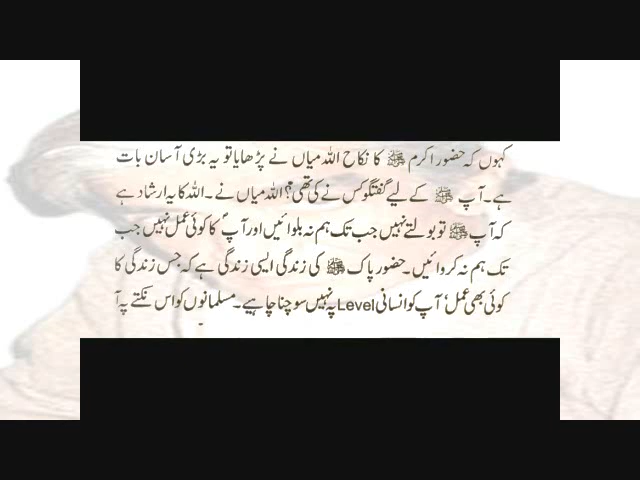 کہوں کہ حضور اکرم ﷺ کا نکاح اللہ میاں نے پڑھایا تو یہ بڑی آسان بات
ہے۔ آپ ﷺ کے لیے گفتگو کس نے کی تھی؟ اللہ میاں نے۔ اللہ کا یہ ارشاد ہے
کہ آپ ﷺ تو بولتے نہیں جب تک ہم نہ بلوائیں اور آپؐ کا کوئی عمل نہیں جب
تک ہم نہ کروائیں۔ حضور پاک ﷺ کی زندگی ایسی زندگی ہے کہ جس زندگی کا
کوئی بھی عمل، آپ کو انسانی Level پہ نہیں سوچنا چاہیے۔ مسلمانوں کو اس نکتے پہ آ